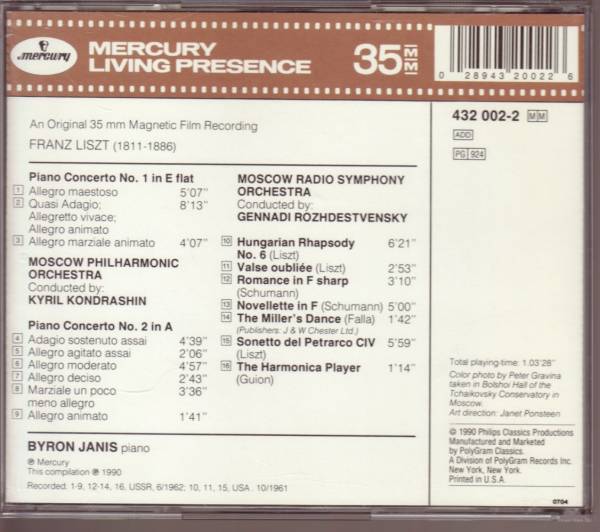 mercury
MERCURY
LIVING PRESENCE
35 MM
0 28943 20022 6
An Original 35 mm Magnetic Film Recording
FRANZ LISZT (1811-1886)
Piano Concerto No. 1 in E flat
1 Allegro maestoso 5'07"
2 Quasi Adagio; 8'13"
Allegretto vivace;
Allegro animato
3 Allegro marziale animato 4'07"
MOSCOW PHILHARMONIC
ORCHESTRA
Conducted by:
KYRIL KONDRASHIN
Piano Concerto No. 2 in A
4 Adagio sostenuto assai 4'39"
5 Allegro agitato assai 2'06"
6 Allegro moderato 4'57"
7 Allegro deciso 2'43"
8 Marziale un poco 3'36"
meno allegro
9 Allegro animato 1'41"
BYRON JANIS piano
℗ Mercury
This compilation ℗ 1990
Recorded. 1-9, 12-14, 16, USSR, 6/1962; 10, 11, 15, USA. 10/1961
MOSCOW RADIO SYMPHONY
ORCHESTRA
Conducted by:
GENNADI ROZHDESTVENSKY
10 Hungarian Rhapsody 6'21"
No. 6 (Liszt)
11 Valse oubliée (Liszt) 2'53"
12 Romance in F sharp 3'10"
(Schumann)
13 Novellette in F (Schumann) 5'00"
14 The Miller's Dance (Falla) 1'42"
(Publishers: J & W Chester Ltd.)
15 Sonetto del Petrarco CIV 5'59"
(Liszt)
16 The Harmonica Player 1'14"
(Guion)
432 002-2 MM
ADD
PG 924
Total playing-time: 1.03'28"
Color photo by Peter Gravina
taken in Bolshoi Hall of the
Tchaikovsky Conservatory in
Moscow.
Art direction: Janet Ponsteen
© 1990 Philips Classics Productions
Manufactured and Marketed
by PolyGram Classics.
A Division of PolyGram Records Inc.
New York, New York.
Printed in U.S.A.
0704